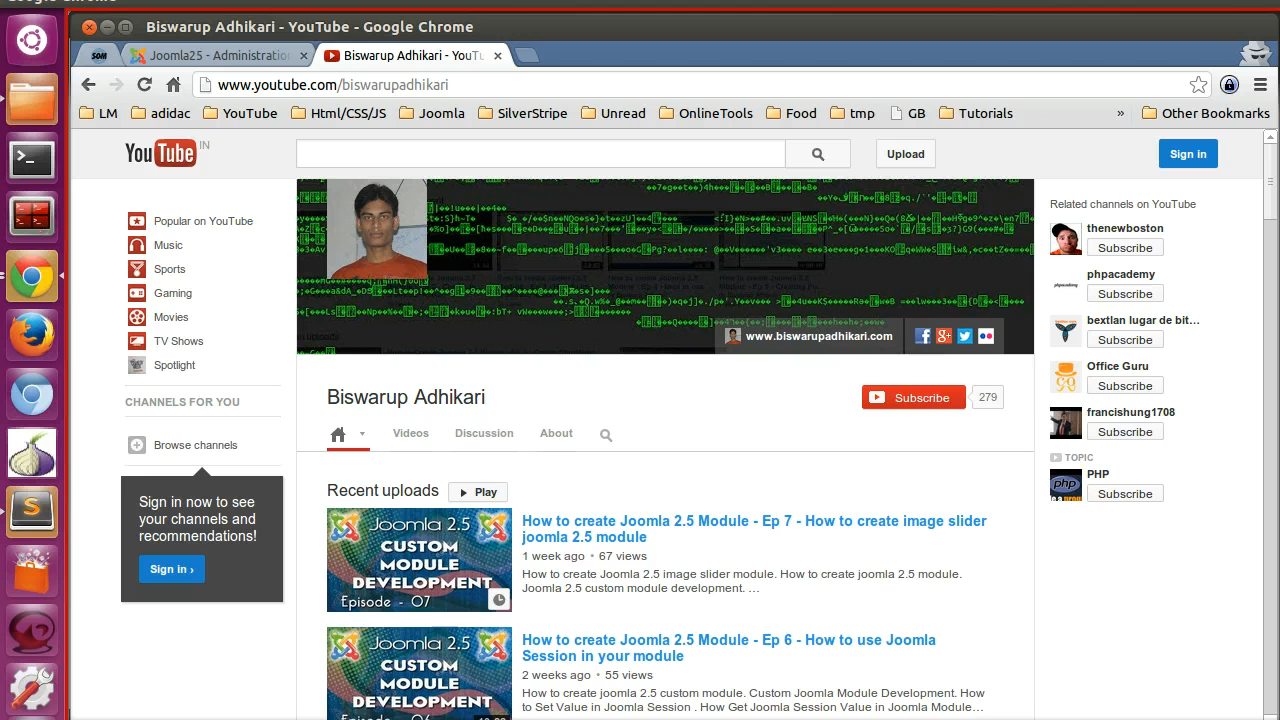 Google Chrome
Biswarup Adhikari - YouTube - Google Chrome
SOM
Joomla25 - Administratio
Biswarup Adhikari - YouTu
www.youtube.com/biswarupadhikari
LM
adidac
YouTube
Html/CSS/JS
Joomla
SilverStripe
Unread
OnlineTools
Food
tmp
GB
Tutorials
»
Other Bookmarks
YouTube IN
Upload
Sign in
Popular on YouTube
Music
Sports
Gaming
Movies
TV Shows
Spotlight
CHANNELS FOR YOU
Browse channels
Sign in now to see
your channels and
recommendations!
Sign in ›
www.biswarupadhikari.com
Biswarup Adhikari
Subscribe
279
Videos
Discussion
About
Recent uploads
Play
Joomla 2.5
CUSTOM
MODULE
DEVELOPMENT
Episode - 07
How to create Joomla 2.5 Module - Ep 7 - How to create image slider
joomla 2.5 module
1 week ago • 67 views
How to create Joomla 2.5 image slider module. How to create joomla 2.5 module.
Joomla 2.5 custom module development. …
Joomla 2.5
CUSTOM
MODULE
DEVELOPMENT
How to create Joomla 2.5 Module - Ep 6 - How to use Joomla
Session in your module
2 weeks ago • 55 views
How to create joomla 2.5 custom module. Custom Joomla Module Development. How
to Set Value in Joomla Session . How Get Joomla Session Value in Joomla Module…
Related channels on YouTube
thenewboston
Subscribe
phpacademy
phpacademy
Subscribe
bextlan lugar de bit…
Subscribe
Office Guru
Subscribe
francishung1708
Subscribe
TOPIC
php
PHP
Subscribe